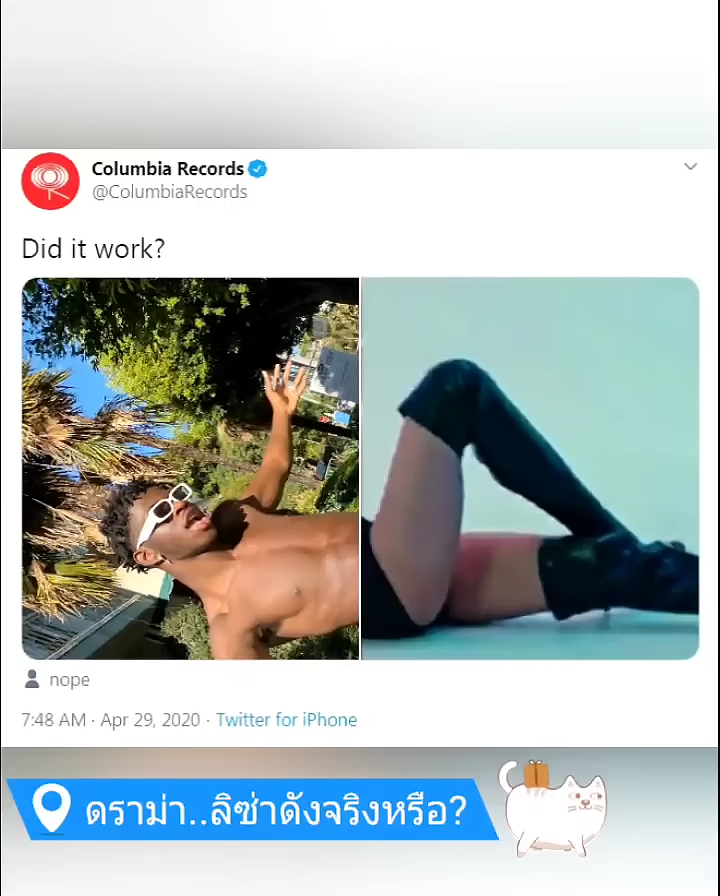 Columbia Records
@ColumbiaRecords
Did it work?
nope
7:48 AM · Apr 29, 2020 · Twitter for iPhone
ดราม่า..ลิซ่าดังจริงหรือ?